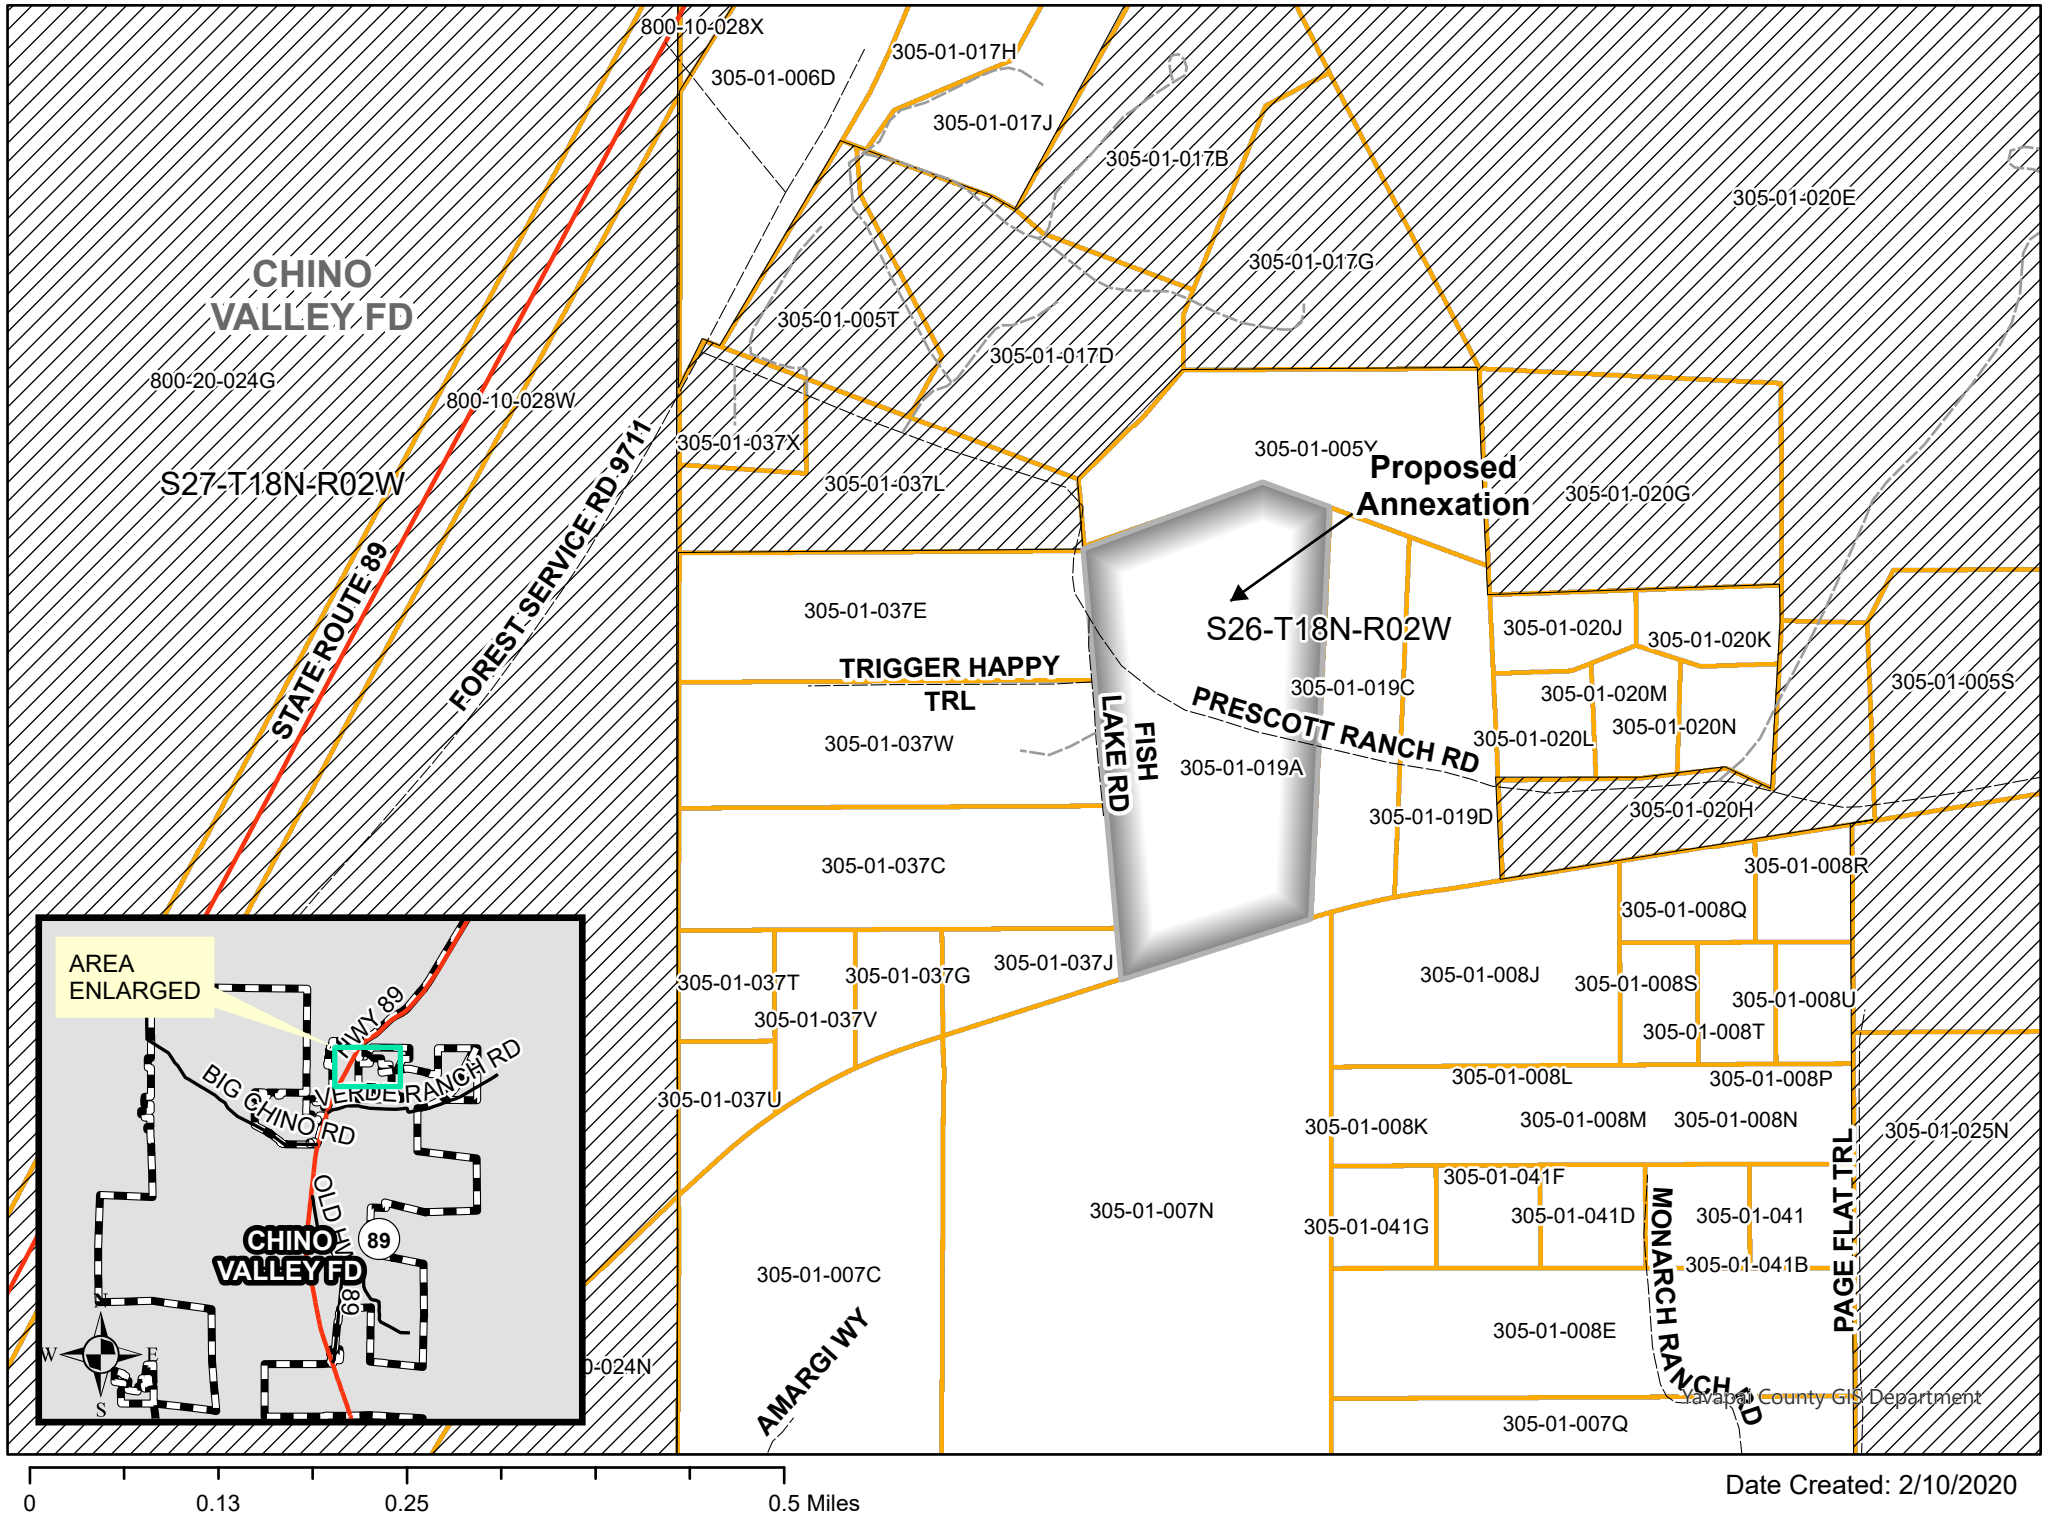 800-10-028X
305-01-017H
305-01-006D
305-01-017J
305-01-017B
305-01-020E
CHINO
VALLEY FD
305-01-017G
305-01-005T
305-01-017D
800-20-024G
800-10-028W
305-01-037X
305-01-005Y
Proposed
Annexation
S27-T18N-R02W
305-01-037L
305-01-020G
FOREST SERVICE RD 9711
STATE ROUTE 89
305-01-037E
S26-T18N-R02W
305-01-020J
305-01-020K
TRIGGER HAPPY
TRL
305-01-019C
305-01-020M
305-01-005S
FISH
LAKE RD
PRESCOTT RANCH RD
305-01-020N
305-01-020L
305-01-037W
305-01-019A
305-01-019D
305-01-020H
305-01-037C
305-01-008R
305-01-008Q
305-01-037J
305-01-037T
305-01-037G
305-01-008J
305-01-008S
305-01-008U
305-01-037V
305-01-008T
305-01-008L
305-01-008P
305-01-037U
305-01-008K
305-01-008M
305-01-008N
305-01-025N
PAGE FLAT TRL
305-01-041F
305-01-007N
305-01-041G
305-01-041D
305-01-041
305-01-041B
MONARCH RANCH RD
305-01-007C
305-01-008E
AMARGI WY
0-024N
Yavapai County GIS Department
305-01-007Q
AREA
ENLARGED
HWY 89
BIG CHINO RD
VERDE RANCH RD
OLD HW
89
89
CHINO
VALLEY FD
W
E
S
0
0.13
0.25
0.5 Miles
Date Created: 2/10/2020